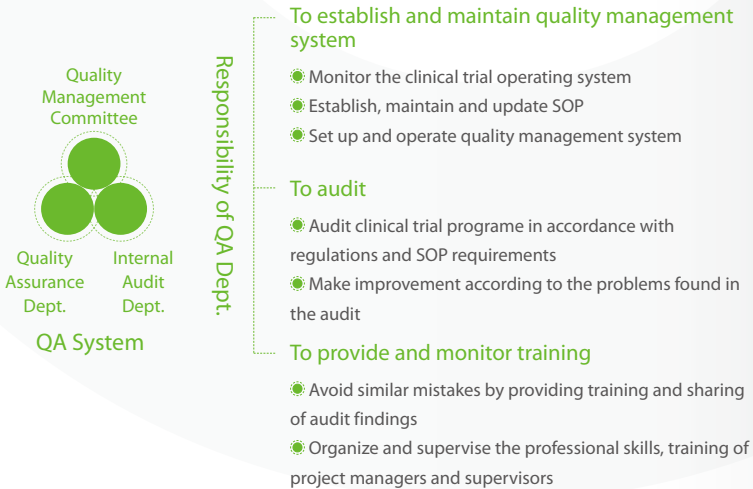 Quality
Management
Committee
Quality
Assurance
Dept.
Internal
Audit
Dept.
QA System
Responsibility of QA Dept.
To establish and maintain quality management
system
Monitor the clinical trial operating system
Establish, maintain and update SOP
Set up and operate quality management system
To audit
Audit clinical trial programe in accordance with
regulations and SOP requirements
Make improvement according to the problems found in
the audit
To provide and monitor training
Avoid similar mistakes by providing training and sharing
of audit findings
Organize and supervise the professional skills, training of
project managers and supervisors